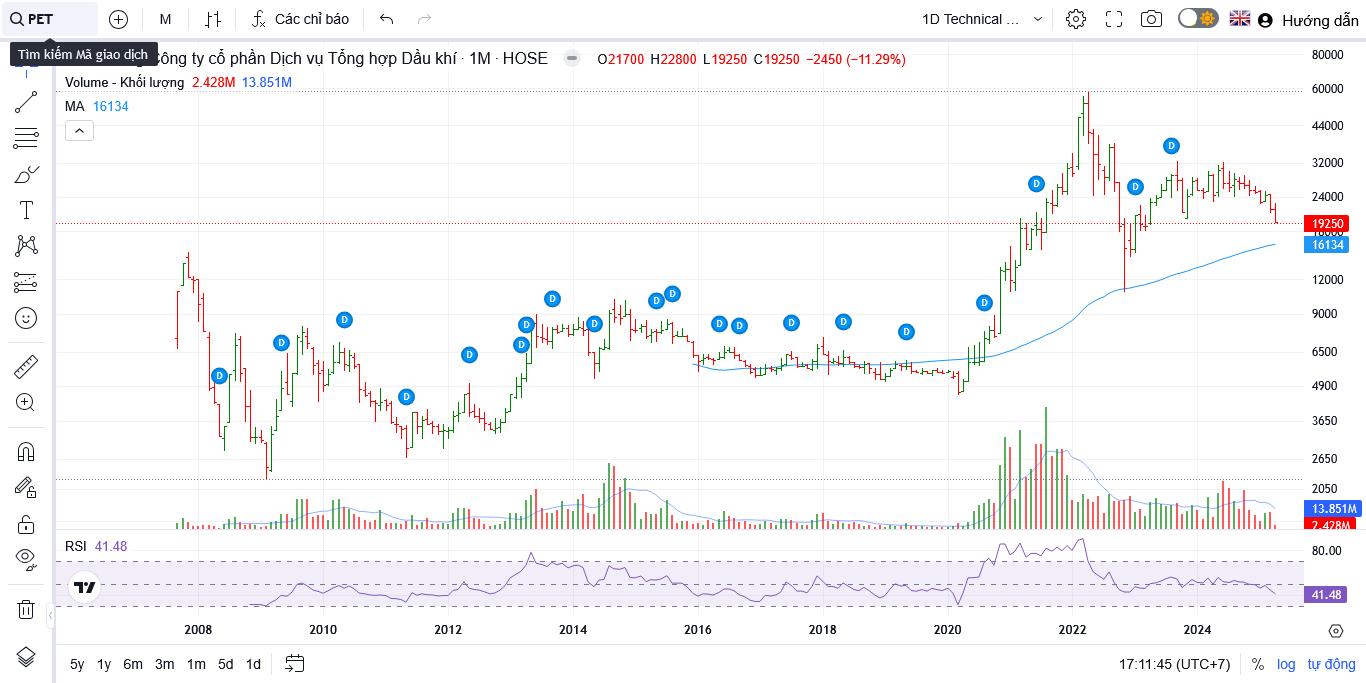 PET
M
Các chỉ báo
1D Technical ...
Hướng dẫn
Tìm kiếm Mã giao dịch
Công ty cổ phần Dịch vụ Tổng hợp Dầu khí · 1M · HOSE
O21700 H22800 L19250 C19250 −2450 (−11.29%)
Volume - Khối lượng 2.428M 13.851M
MA 16134
80000
60000
44000
32000
24000
19250
18000
16134
12000
9000
6500
4900
3650
2650
2050
13.851M
2.428M
D D D D D D D D D D D D D D D D D D D D
RSI 41.48
80.00
41.48
2008 2010 2012 2014 2016 2018 2020 2022 2024
5y 1y 6m 3m 1m 5d 1d
17:11:45 (UTC+7) % log tự động